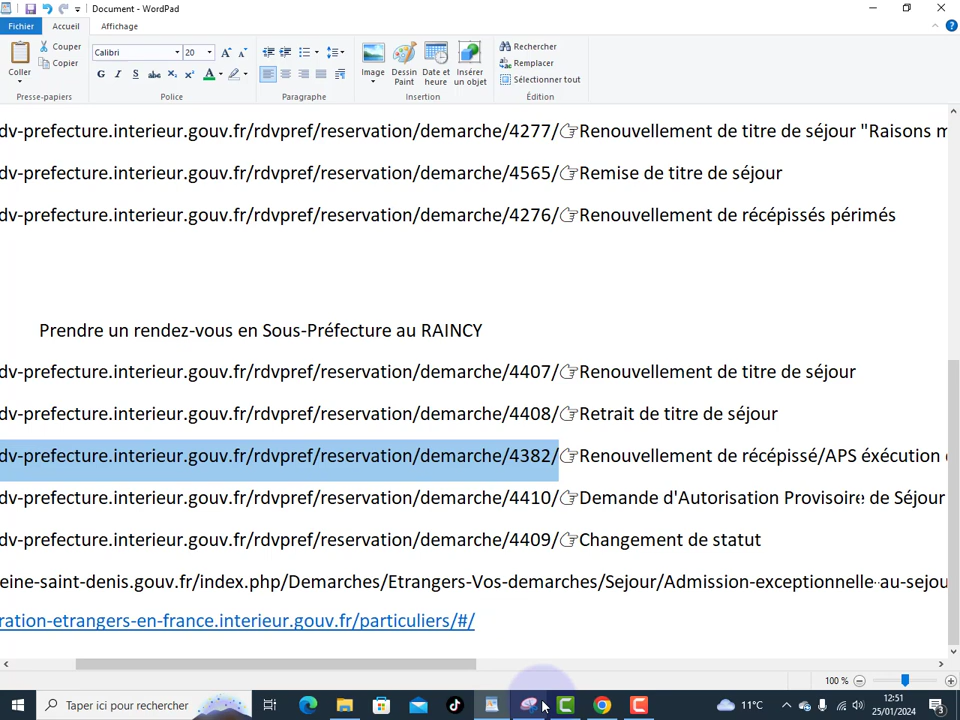 Document - WordPad
Fichier Accueil Affichage
Coller
Couper
Copier
Calibri 20
G I S abc X₂ X² A
Image
Dessin Paint
Date et heure
Insérer un objet
Rechercher
Remplacer
Sélectionner tout
Presse-papiers Police Paragraphe Insertion Édition
dv-prefecture.interieur.gouv.fr/rdvpref/reservation/demarche/4277/👉Renouvellement de titre de séjour "Raisons m
dv-prefecture.interieur.gouv.fr/rdvpref/reservation/demarche/4565/👉Remise de titre de séjour
dv-prefecture.interieur.gouv.fr/rdvpref/reservation/demarche/4276/👉Renouvellement de récépissés périmés
Prendre un rendez-vous en Sous-Préfecture au RAINCY
dv-prefecture.interieur.gouv.fr/rdvpref/reservation/demarche/4407/👉Renouvellement de titre de séjour
dv-prefecture.interieur.gouv.fr/rdvpref/reservation/demarche/4408/👉Retrait de titre de séjour
dv-prefecture.interieur.gouv.fr/rdvpref/reservation/demarche/4382/👉Renouvellement de récépissé/APS éxécution
dv-prefecture.interieur.gouv.fr/rdvpref/reservation/demarche/4410/👉Demande d'Autorisation Provisoire de Séjour
dv-prefecture.interieur.gouv.fr/rdvpref/reservation/demarche/4409/👉Changement de statut
eine-saint-denis.gouv.fr/index.php/Demarches/Etrangers-Vos-demarches/Sejour/Admission-exceptionnelle-au-sejou
ration-etrangers-en-france.interieur.gouv.fr/particuliers/#/
100 %
Taper ici pour rechercher
11°C
12:51
25/01/2024
3